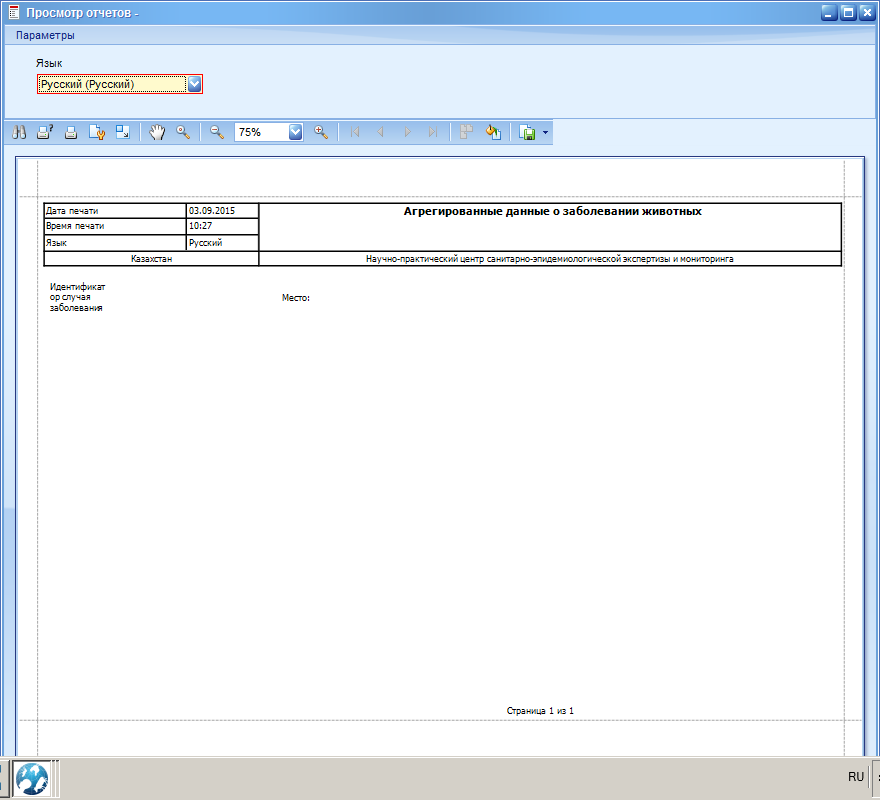 Просмотр отчетов -
Параметры
Язык
Русский (Русский)
75%
Дата печати 03.09.2015 Агрегированные данные о заболевании животных
Время печати 10:27
Язык Русский
Казахстан Научно-практический центр санитарно-эпидемиологической экспертизы и мониторинга
Идентификат
ор случая
заболевания
Место:
Страница 1 из 1
RU